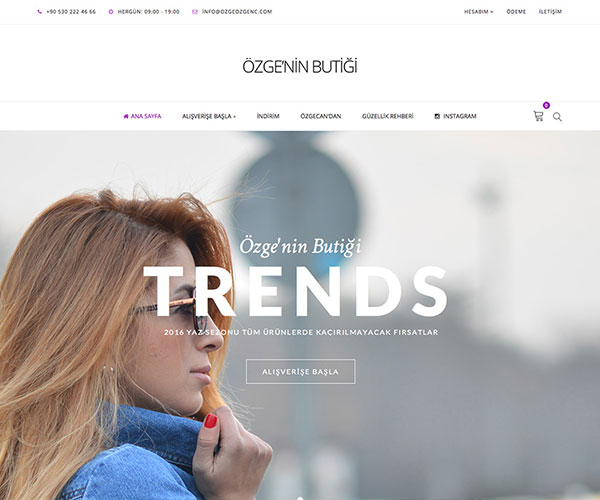 +90 530 222 46 66 HERGÜN: 09:00 - 19:00 İNFO@OZGEOZGENC.COM HESABIM ÖDEME İLETİŞİM
ÖZGE'NİN BUTİĞİ
ANA SAYFA ALIŞVERİŞE BAŞLA + İNDİRİM ÖZGECAN'DAN GÜZELLİK REHBERİ INSTAGRAM 0
Özge'nin Butiği
TRENDS
2016 YAZ SEZONU TÜM ÜRÜNLERDE KAÇIRILMAYACAK FIRSATLAR
ALIŞVERİŞE BAŞLA